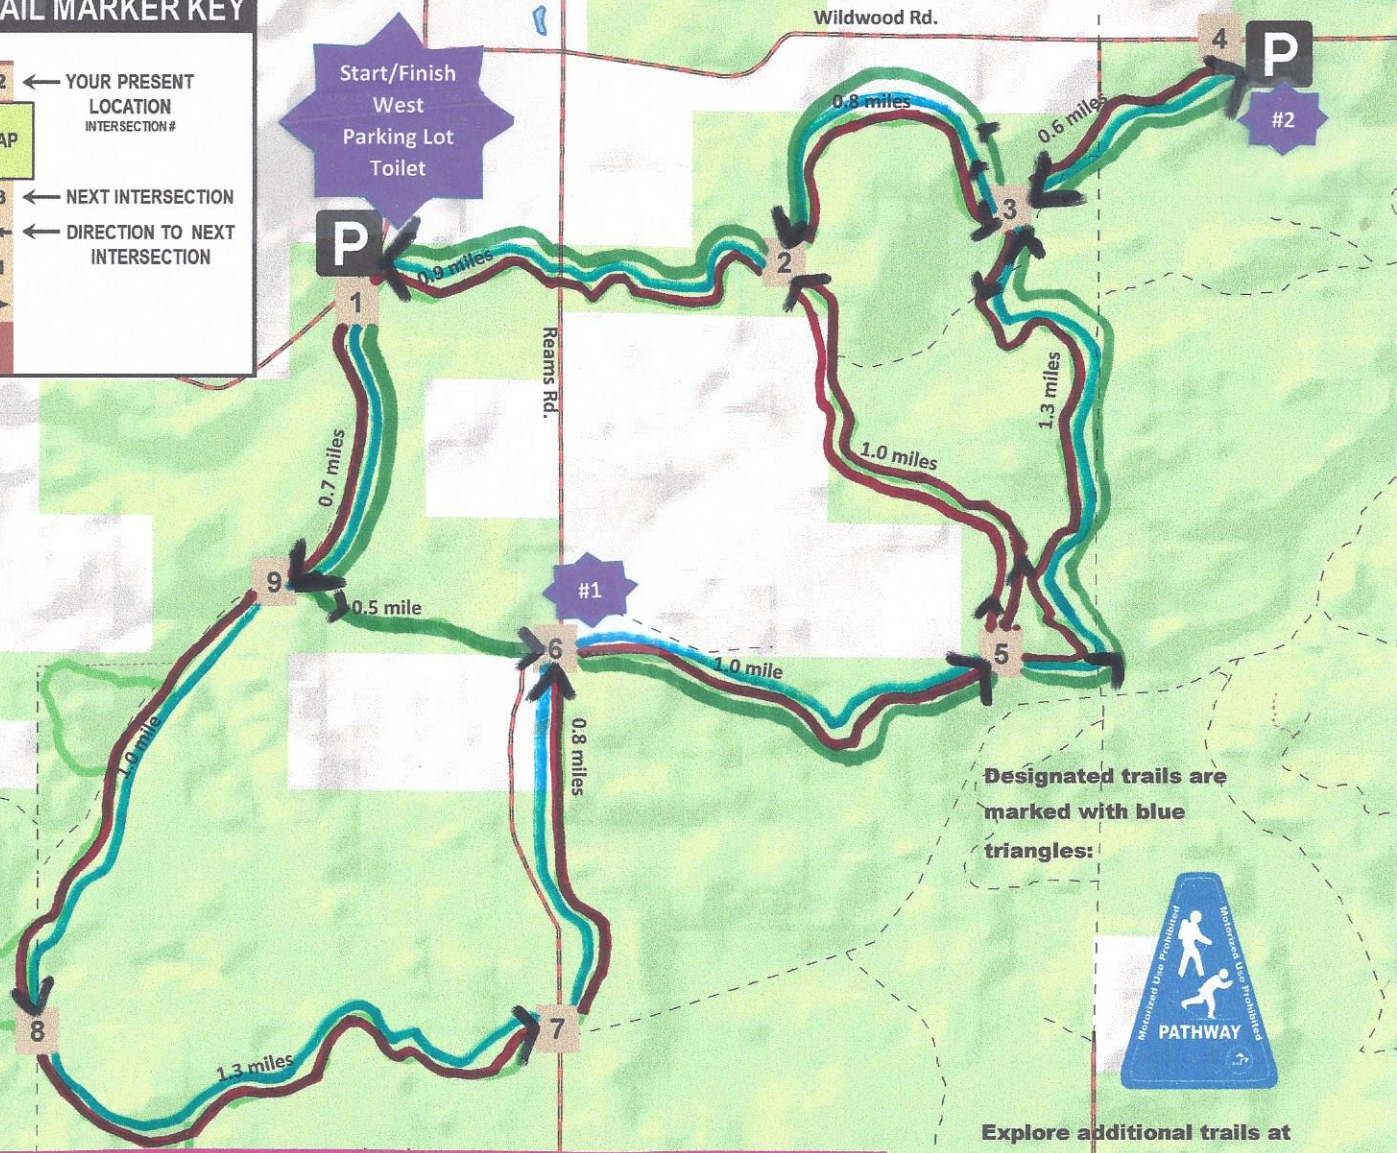 AIL MARKER KEY
2
YOUR PRESENT
LOCATION
INTERSECTION #
AP
3
NEXT INTERSECTION
DIRECTION TO NEXT
INTERSECTION
Start/Finish
West
Parking Lot
Toilet
Wildwood Rd.
4
P
#2
0.8 miles
0.6 miles
3
P
0.9 miles
2
1
Reams Rd.
1.3 miles
0.7 miles
1.0 miles
9
0.5 mile
#1
6
1.0 mile
5
1.0 mile
0.8 miles
8
1.3 miles
7
Designated trails are
marked with blue
triangles:
Motorized Use Prohibited
Motorized Use Prohibited
PATHWAY
Explore additional trails at